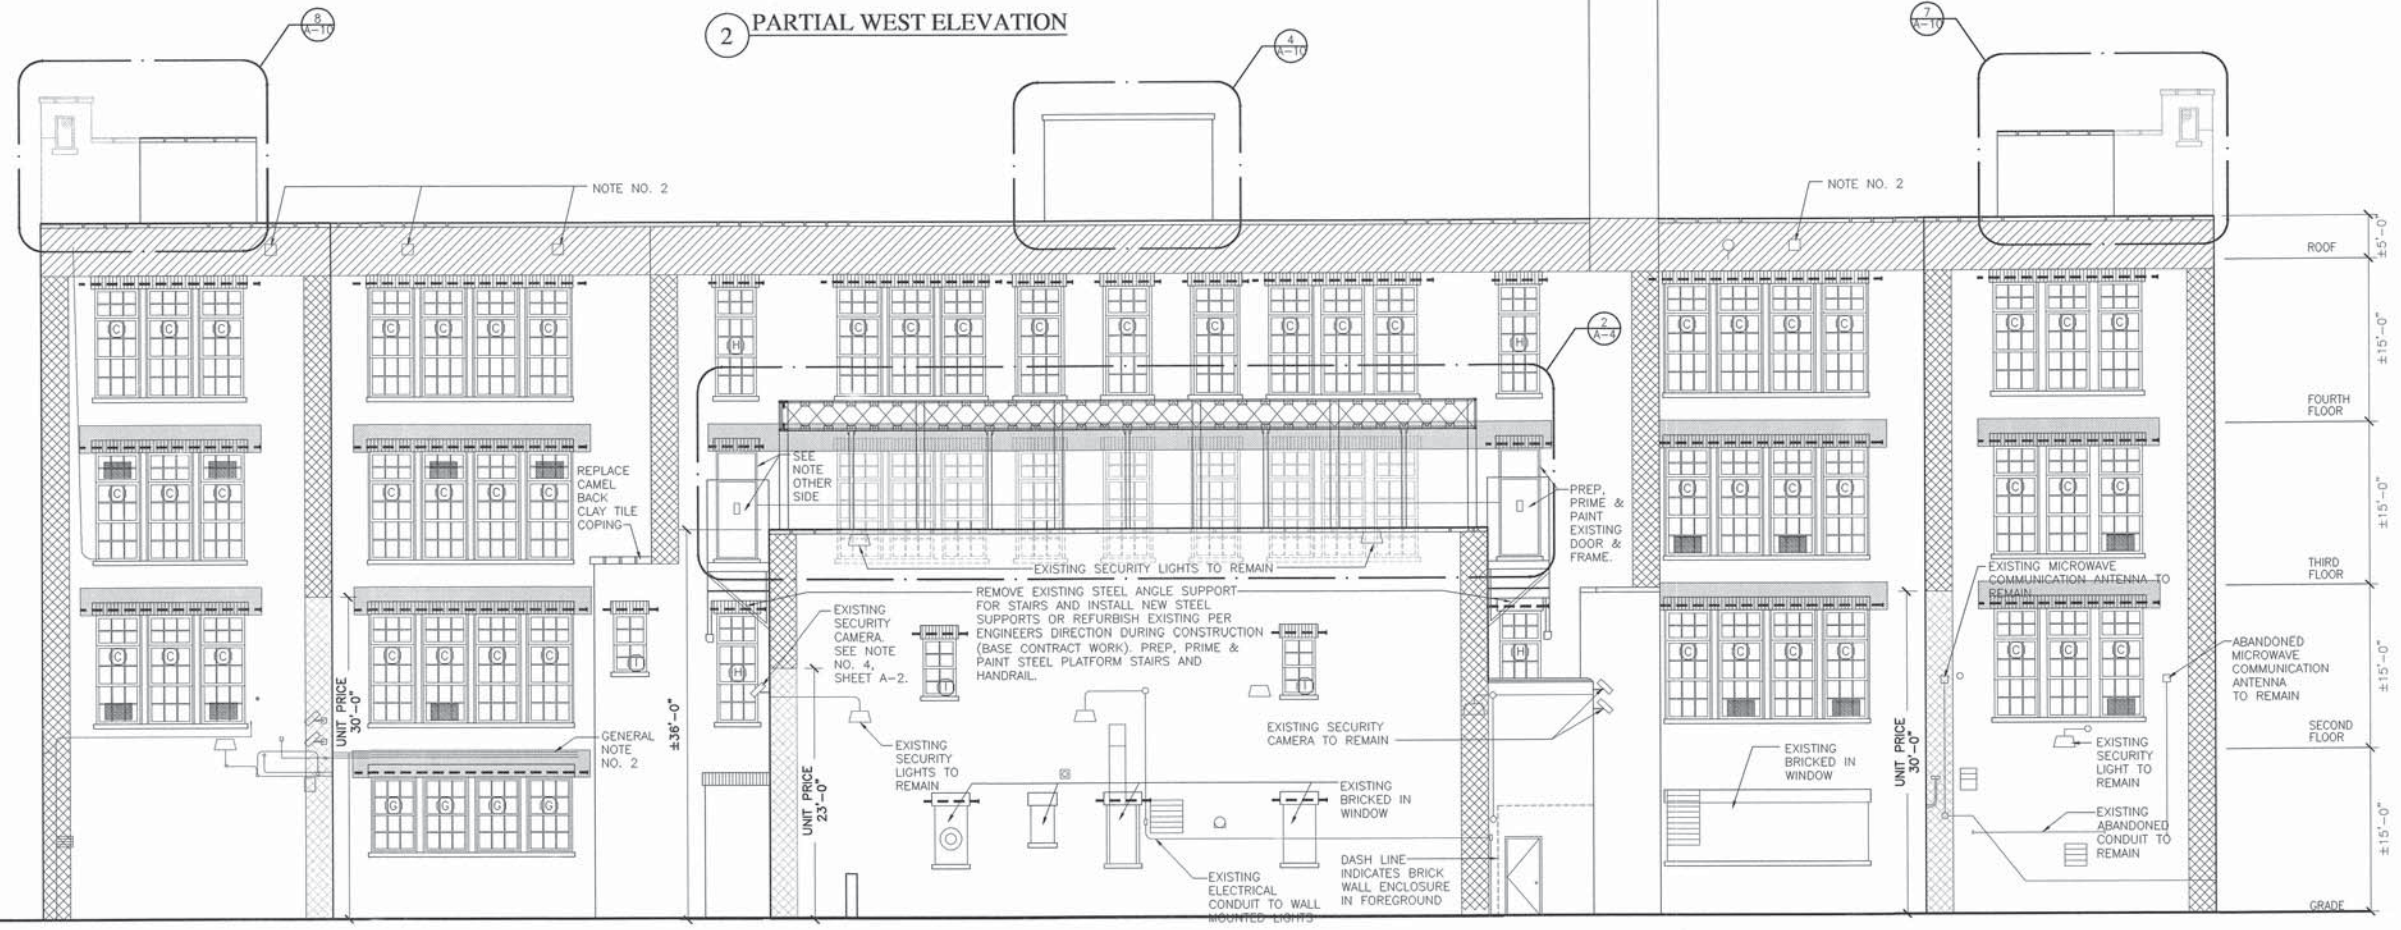 8
A-10
2
PARTIAL WEST ELEVATION
4
A-10
7
A-10
NOTE NO. 2
NOTE NO. 2
ROOF
±5'-0"
C
C
C
C
C
C
C
H
C
C
C
C
C
C
C
C
C
H
C
C
C
C
C
C
C
2
A-4
±15'-0"
FOURTH
FLOOR
C
C
C
C
C
C
C
REPLACE
CAMEL
BACK
CLAY TILE
COPING
SEE
NOTE
OTHER
SIDE
PREP,
PRIME &
PAINT
EXISTING
DOOR &
FRAME.
C
C
C
C
C
C
C
±15'-0"
EXISTING SECURITY LIGHTS TO REMAIN
THIRD
FLOOR
EXISTING MICROWAVE
COMMUNICATION ANTENNA TO
REMAIN
REMOVE EXISTING STEEL ANGLE SUPPORT
FOR STAIRS AND INSTALL NEW STEEL
SUPPORTS OR REFURBISH EXISTING PER
ENGINEERS DIRECTION DURING CONSTRUCTION
(BASE CONTRACT WORK). PREP, PRIME &
PAINT STEEL PLATFORM STAIRS AND
HANDRAIL.
EXISTING
SECURITY
CAMERA.
SEE NOTE
NO. 4,
SHEET A-2.
C
C
C
C
C
C
C
I
H
I
I
H
C
C
C
C
C
C
C
ABANDONED
MICROWAVE
COMMUNICATION
ANTENNA
TO REMAIN
±15'-0"
UNIT PRICE
30'-0"
±36'-0"
GENERAL
NOTE
NO. 2
EXISTING
SECURITY
LIGHTS TO
REMAIN
EXISTING SECURITY
CAMERA TO REMAIN
EXISTING
BRICKED IN
WINDOW
UNIT PRICE
30'-0"
EXISTING
SECURITY
LIGHT TO
REMAIN
SECOND
FLOOR
G
G
G
G
UNIT PRICE
23'-0"
EXISTING
BRICKED IN
WINDOW
EXISTING
ABANDONED
CONDUIT TO
REMAIN
±15'-0"
EXISTING
ELECTRICAL
CONDUIT TO WALL
MOUNTED LIGHTS
DASH LINE
INDICATES BRICK
WALL ENCLOSURE
IN FOREGROUND
GRADE